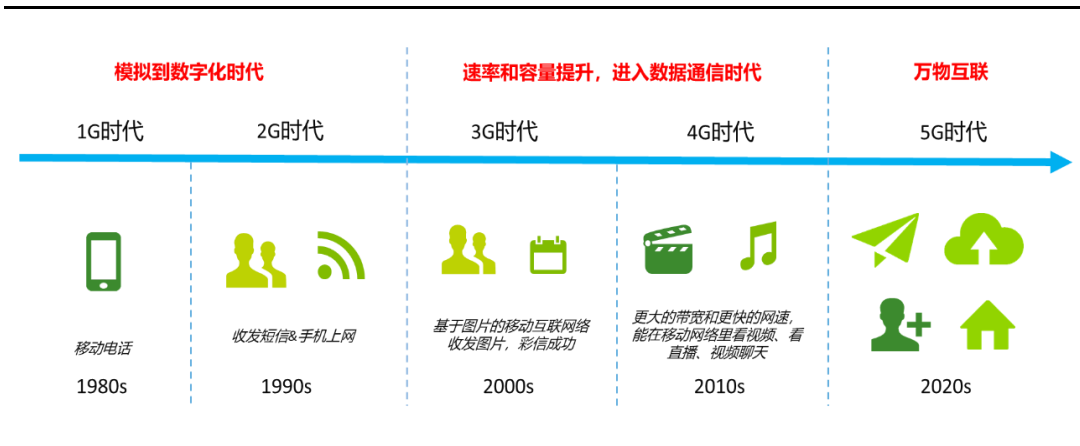 模拟到数字化时代
速率和容量提升，进入数据通信时代
万物互联
1G时代
2G时代
3G时代
4G时代
5G时代
移动电话
收发短信&手机上网
基于图片的移动互联网络
收发图片，彩信成功
更大的带宽和更快的网速，
能在移动网络里看视频、看
直播、视频聊天
1980s
1990s
2000s
2010s
2020s